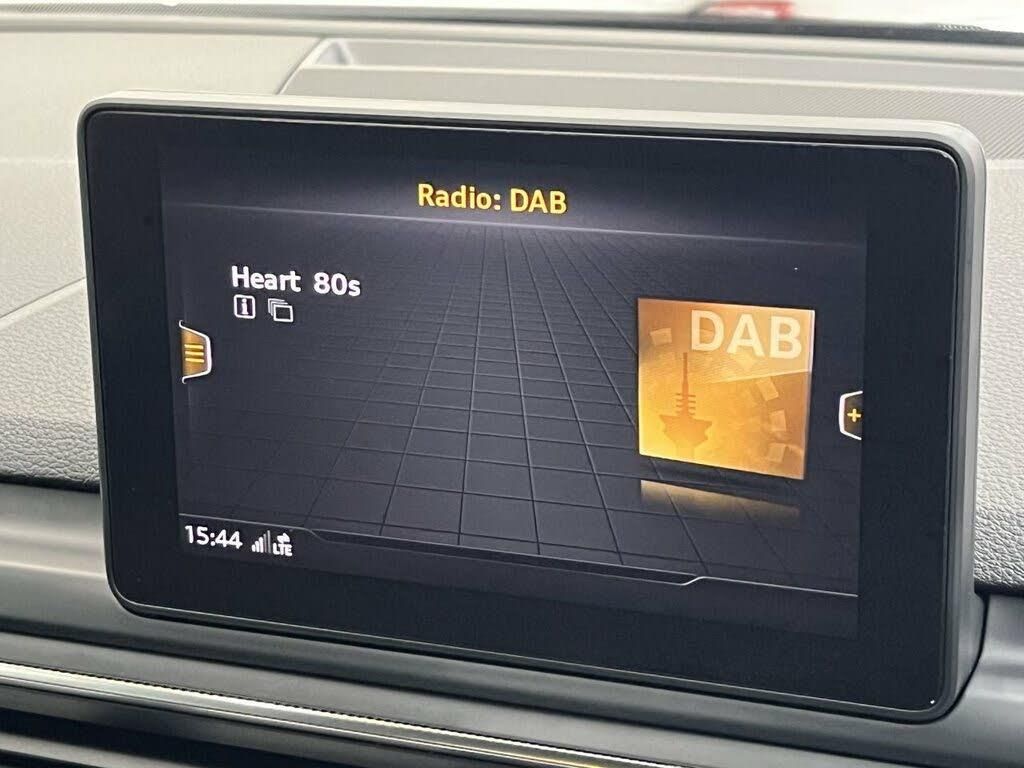 Radio: DAB
Heart 80s
DAB
15:44 LTE